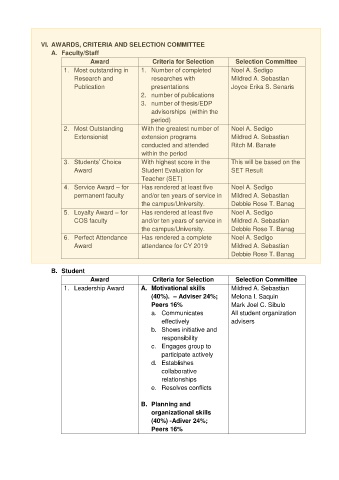 VI. AWARDS, CRITERIA AND SELECTION COMMITTEE
A. Faculty/Staff
Award Criteria for Selection Selection Committee
1. Most outstanding in Research and Publication
1. Number of completed researches with presentations
2. number of publications
3. number of thesis/EDP advisorships (within the period)
Noel A. Sedigo
Mildred A. Sebastian
Joyce Erika S. Senaris
2. Most Outstanding Extensionist
With the greatest number of extension programs conducted and attended within the period
Noel A. Sedigo
Mildred A. Sebastian
Ritch M. Banate
3. Students' Choice Award
With highest score in the Student Evaluation for Teacher (SET)
This will be based on the SET Result
4. Service Award – for permanent faculty
Has rendered at least five and/or ten years of service in the campus/University.
Noel A. Sedigo
Mildred A. Sebastian
Debbie Rose T. Banag
5. Loyalty Award – for COS faculty
Has rendered at least five and/or ten years of service in the campus/University.
Noel A. Sedigo
Mildred A. Sebastian
Debbie Rose T. Banag
6. Perfect Attendance Award
Has rendered a complete attendance for CY 2019
Noel A. Sedigo
Mildred A. Sebastian
Debbie Rose T. Banag
B. Student
Award Criteria for Selection Selection Committee
1. Leadership Award
A. Motivational skills (40%). – Adviser 24%; Peers 16%
a. Communicates effectively
b. Shows initiative and responsibility
c. Engages group to participate actively
d. Establishes collaborative relationships
e. Resolves conflicts
B. Planning and organizational skills (40%) -Adiver 24%; Peers 16%
Mildred A. Sebastian
Melona I. Saquin
Mark Joel C. Sibulo
All student organization advisers